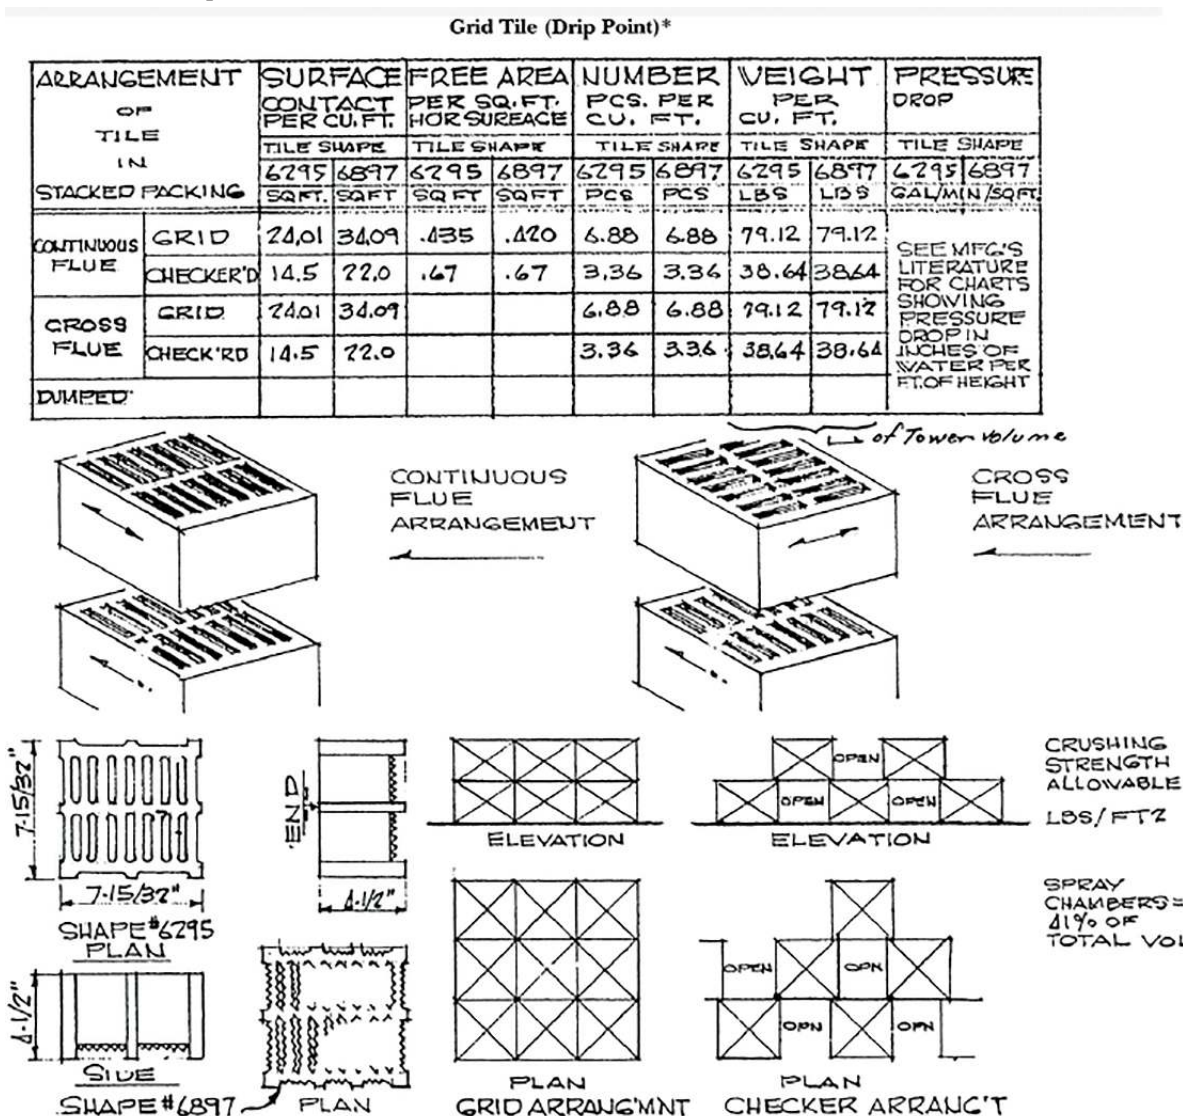 Grid Tile (Drip Point)*
ARRANGEMENT OF TILE IN STACKED PACKING
SURFACE CONTACT PER CU.FT.
FREE AREA PER SQ.FT. HOR SUREACE
NUMBER PCS. PER CU. FT.
WEIGHT PER CU. FT.
PRESSURE DROP
TILE SHAPE TILE SHAPE TILE SHAPE TILE SHAPE TILE SHAPE
6295 6897 6295 6897 6295 6897 6295 6897 6295 6897
SQFT. SQFT SQFT SQFT PCS PCS LBS LBS GAL/MIN/SQFT.
CONTINUOUS FLUE
GRID 24.01 34.09 .435 .420 6.88 6.88 79.12 79.12
CHECKER'D 14.5 22.0 .67 .67 3.36 3.36 38.64 38.64
CROSS FLUE
GRID 24.01 34.09 6.88 6.88 79.12 79.12
CHECK'RD 14.5 22.0 3.36 3.36 38.64 38.64
DUMPED
SEE MFG'S
LITERATURE
FOR CHARTS
SHOWING
PRESSURE
DROP IN
INCHES OF
WATER PER
FT. OF HEIGHT
of Tower volume
CONTINUOUS
FLUE
ARRANGEMENT
CROSS
FLUE
ARRANGEMENT
7-15/32"
7-15/32"
SHAPE #6295
PLAN
END
4-1/2"
ELEVATION
OPEN
OPEN OPEN
ELEVATION
CRUSHING
STRENGTH
ALLOWABLE
LBS/FT2
SPRAY
CHAMBERS=
41% OF
TOTAL VOL
4-1/2"
SIDE
SHAPE #6897
PLAN
PLAN
GRID ARRANG'MNT
OPEN OPN
OPN OPN
PLAN
CHECKER ARRANG'T